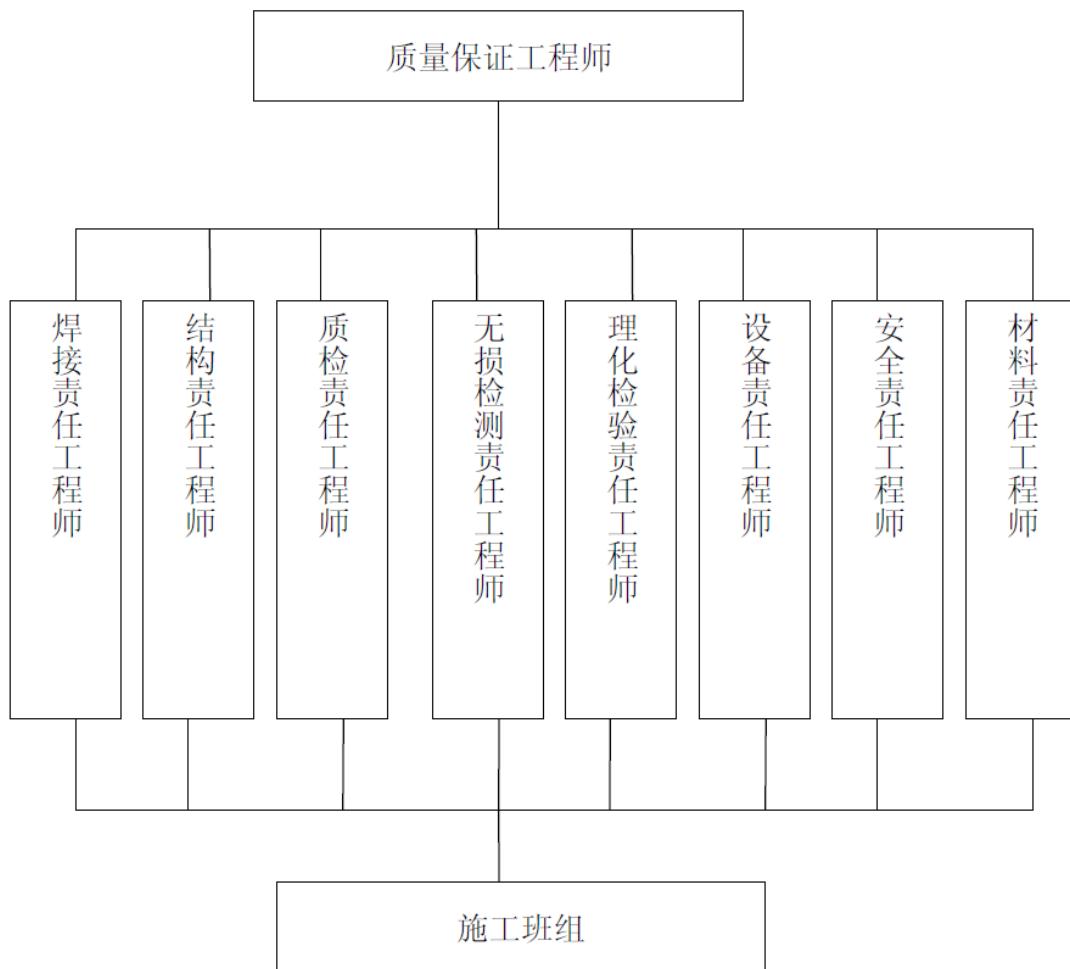 质量保证工程师
焊接责任工程师
结构责任工程师
质检责任工程师
无损检测责任工程师
理化检验责任工程师
设备责任工程师
安全责任工程师
材料责任工程师
施工班组